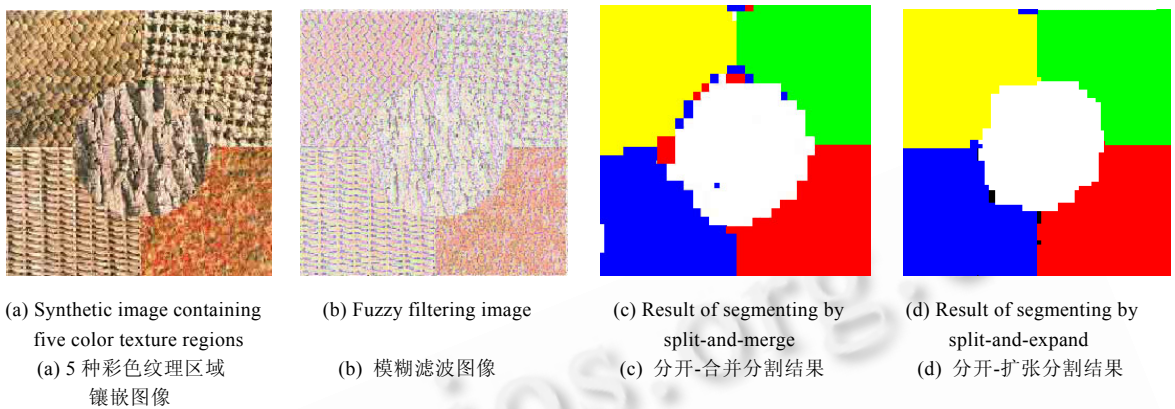 (a) Synthetic image containing
five color texture regions
(a) 5 种彩色纹理区域
镶嵌图像
(b) Fuzzy filtering image
(b) 模糊滤波图像
(c) Result of segmenting by
split-and-merge
(c) 分开-合并分割结果
(d) Result of segmenting by
split-and-expand
(d) 分开-扩张分割结果